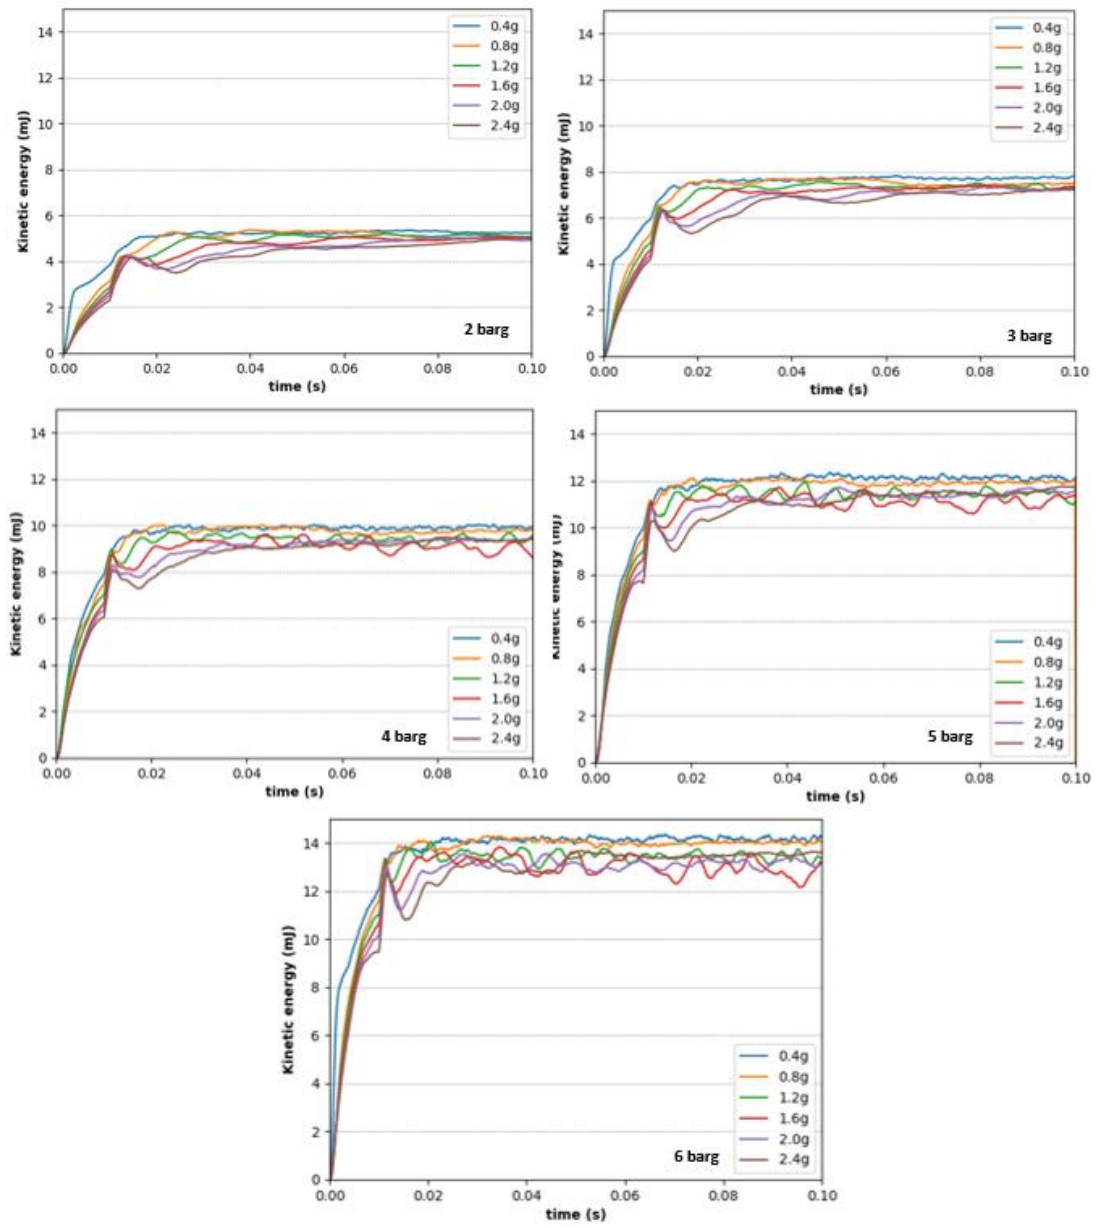 14
12
10
8
6
4
2
0
Kinetic energy (mJ)
0.4g
0.8g
1.2g
1.6g
2.0g
2.4g
2 barg
0.00 0.02 0.04 0.06 0.08 0.10
time (s)
14
12
10
8
6
4
2
0
Kinetic energy (mJ)
0.4g
0.8g
1.2g
1.6g
2.0g
2.4g
3 barg
0.00 0.02 0.04 0.06 0.08 0.10
time (s)
14
12
10
8
6
4
2
0
Kinetic energy (mJ)
0.4g
0.8g
1.2g
1.6g
2.0g
2.4g
4 barg
0.00 0.02 0.04 0.06 0.08 0.10
time (s)
14
12
10
8
6
4
2
0
Kinetic energy (mJ)
0.4g
0.8g
1.2g
1.6g
2.0g
2.4g
5 barg
0.00 0.02 0.04 0.06 0.08 0.10
time (s)
14
12
10
8
6
4
2
0
Kinetic energy (mJ)
0.4g
0.8g
1.2g
1.6g
2.0g
2.4g
6 barg
0.00 0.02 0.04 0.06 0.08 0.10
time (s)